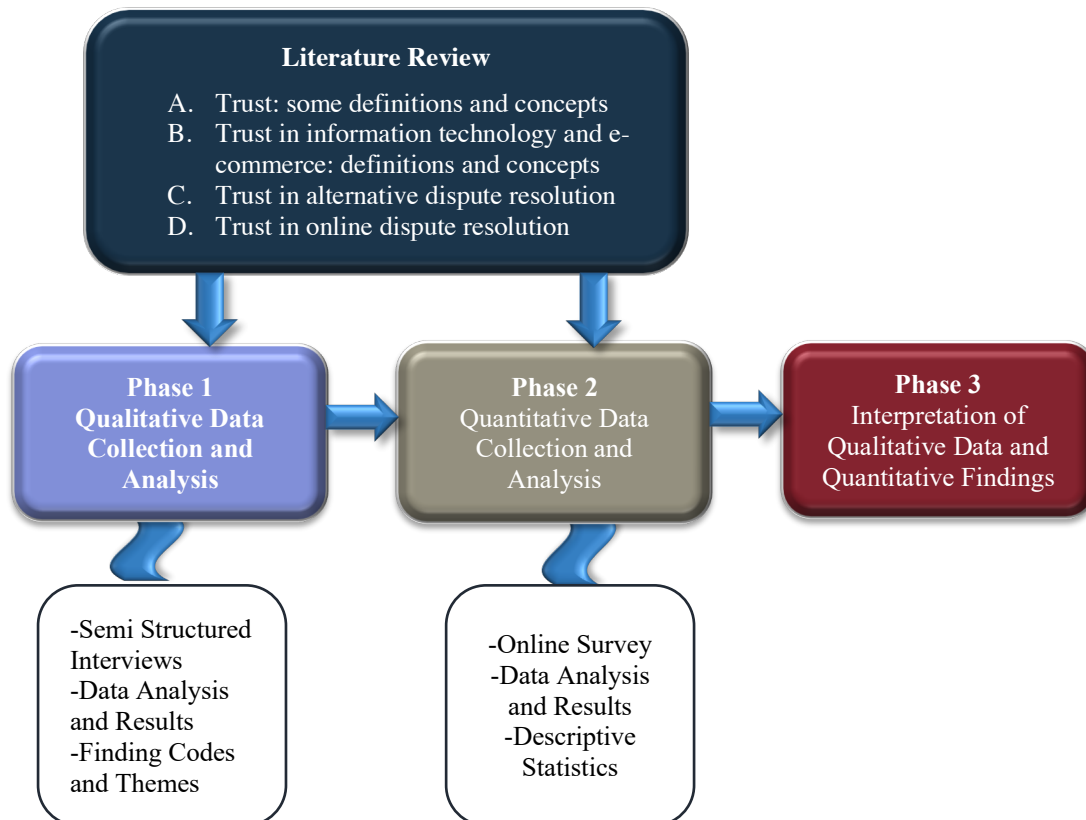 Literature Review
A. Trust: some definitions and concepts
B. Trust in information technology and e-
commerce: definitions and concepts
C. Trust in alternative dispute resolution
D. Trust in online dispute resolution
Phase 1
Qualitative Data
Collection and
Analysis
Phase 2
Quantitative Data
Collection and
Analysis
Phase 3
Interpretation of
Qualitative Data and
Quantitative Findings
-Semi Structured
Interviews
-Data Analysis
and Results
-Finding Codes
and Themes
-Online Survey
-Data Analysis
and Results
-Descriptive
Statistics